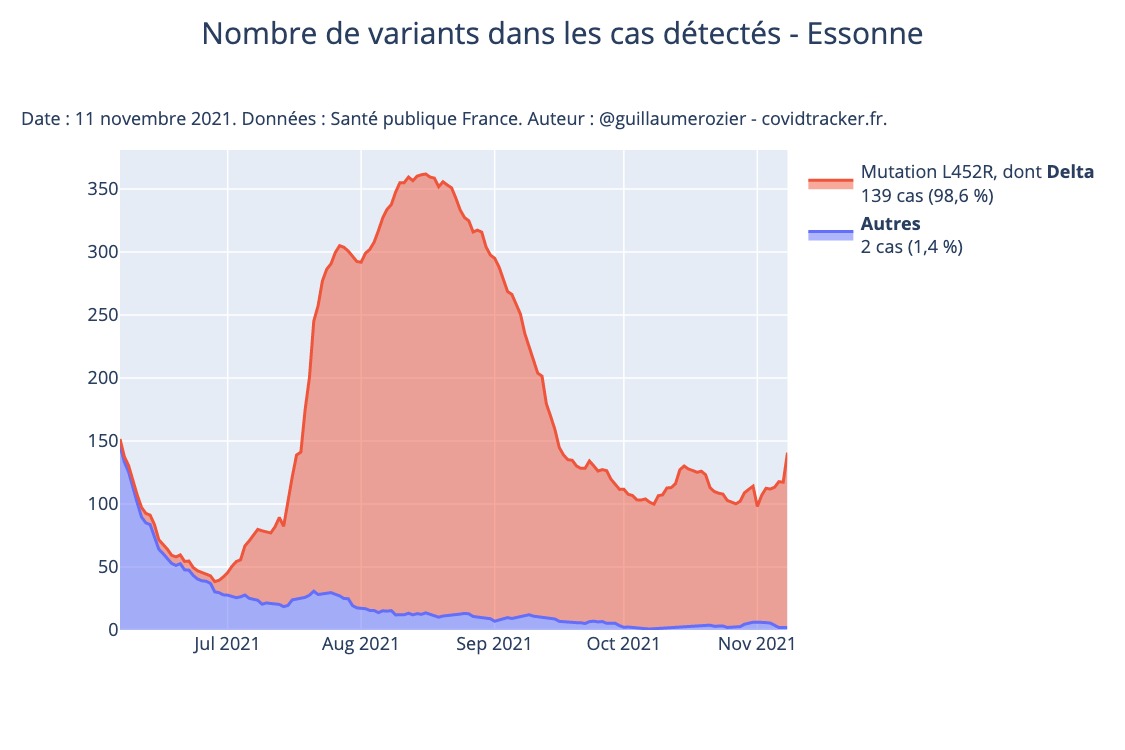 Nombre de variants dans les cas détectés - Essonne
Date : 11 novembre 2021. Données : Santé publique France. Auteur : @guillaumerozier - covidtracker.fr.
Mutation L452R, dont Delta
139 cas (98,6 %)
Autres
2 cas (1,4 %)
350
300
250
200
150
100
50
0
Jul 2021 Aug 2021 Sep 2021 Oct 2021 Nov 2021